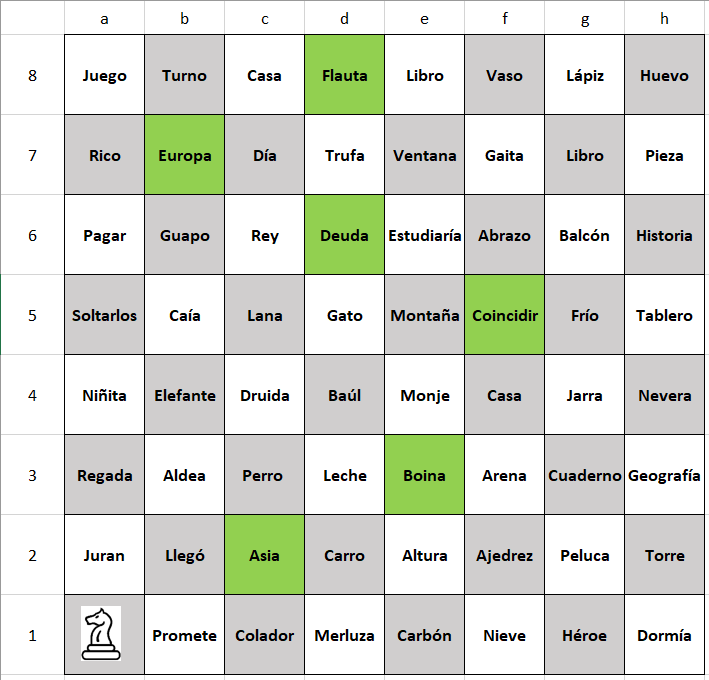 a b c d e f g h
8 Juego Turno Casa Flauta Libro Vaso Lápiz Huevo
7 Rico Europa Día Trufa Ventana Gaita Libro Pieza
6 Pagar Guapo Rey Deuda Estudiaría Abrazo Balcón Historia
5 Soltarlos Caía Lana Gato Montaña Coincidir Frío Tablero
4 Niñita Elefante Druida Baúl Monje Casa Jarra Nevera
3 Regada Aldea Perro Leche Boina Arena Cuaderno Geografía
2 Juran Llegó Asia Carro Altura Ajedrez Peluca Torre
1 Promete Colador Merluza Carbón Nieve Héroe Dormía